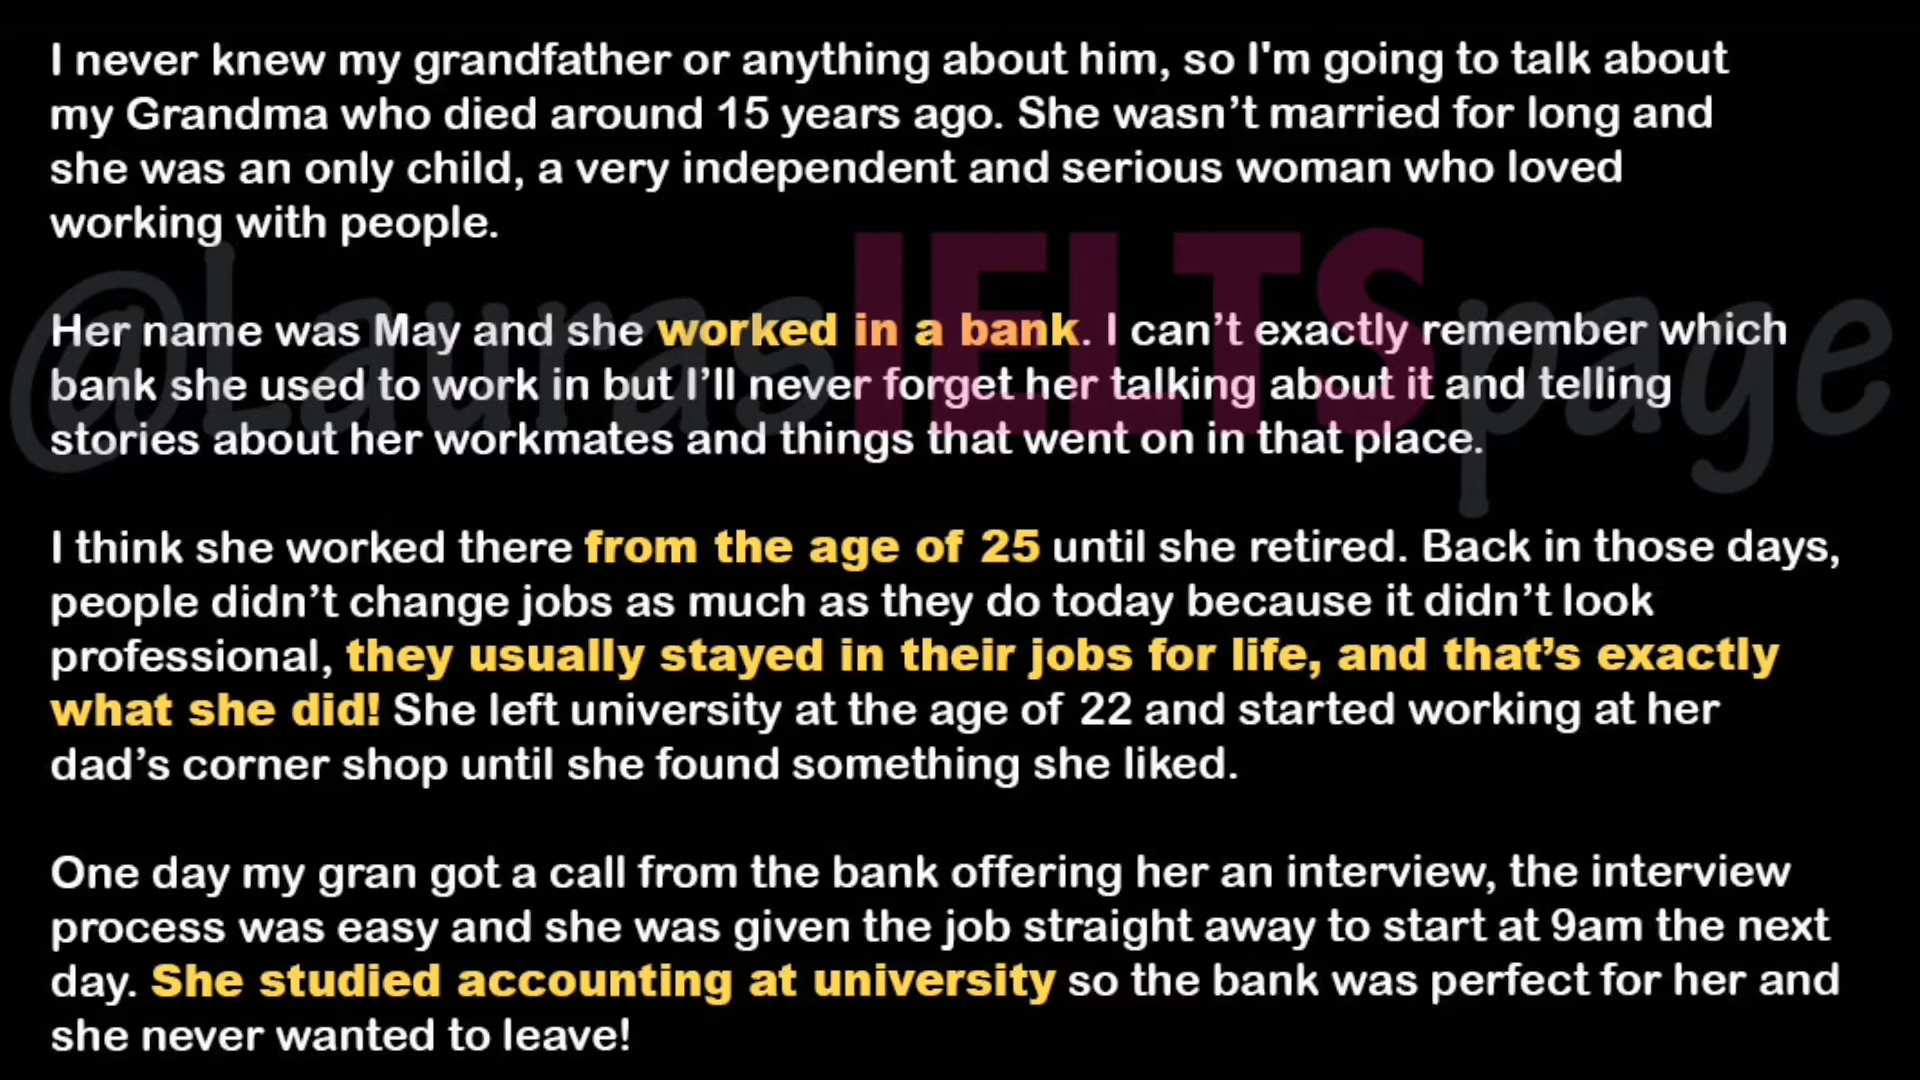 I never knew my grandfather or anything about him, so I'm going to talk about
my Grandma who died around 15 years ago. She wasn’t married for long and
she was an only child, a very independent and serious woman who loved
working with people.
@LaurasIELTSpage
Her name was May and she worked in a bank. I can’t exactly remember which
bank she used to work in but I’ll never forget her talking about it and telling
stories about her workmates and things that went on in that place.
I think she worked there from the age of 25 until she retired. Back in those days,
people didn’t change jobs as much as they do today because it didn’t look
professional, they usually stayed in their jobs for life, and that’s exactly
what she did! She left university at the age of 22 and started working at her
dad’s corner shop until she found something she liked.
One day my gran got a call from the bank offering her an interview, the interview
process was easy and she was given the job straight away to start at 9am the next
day. She studied accounting at university so the bank was perfect for her and
she never wanted to leave!